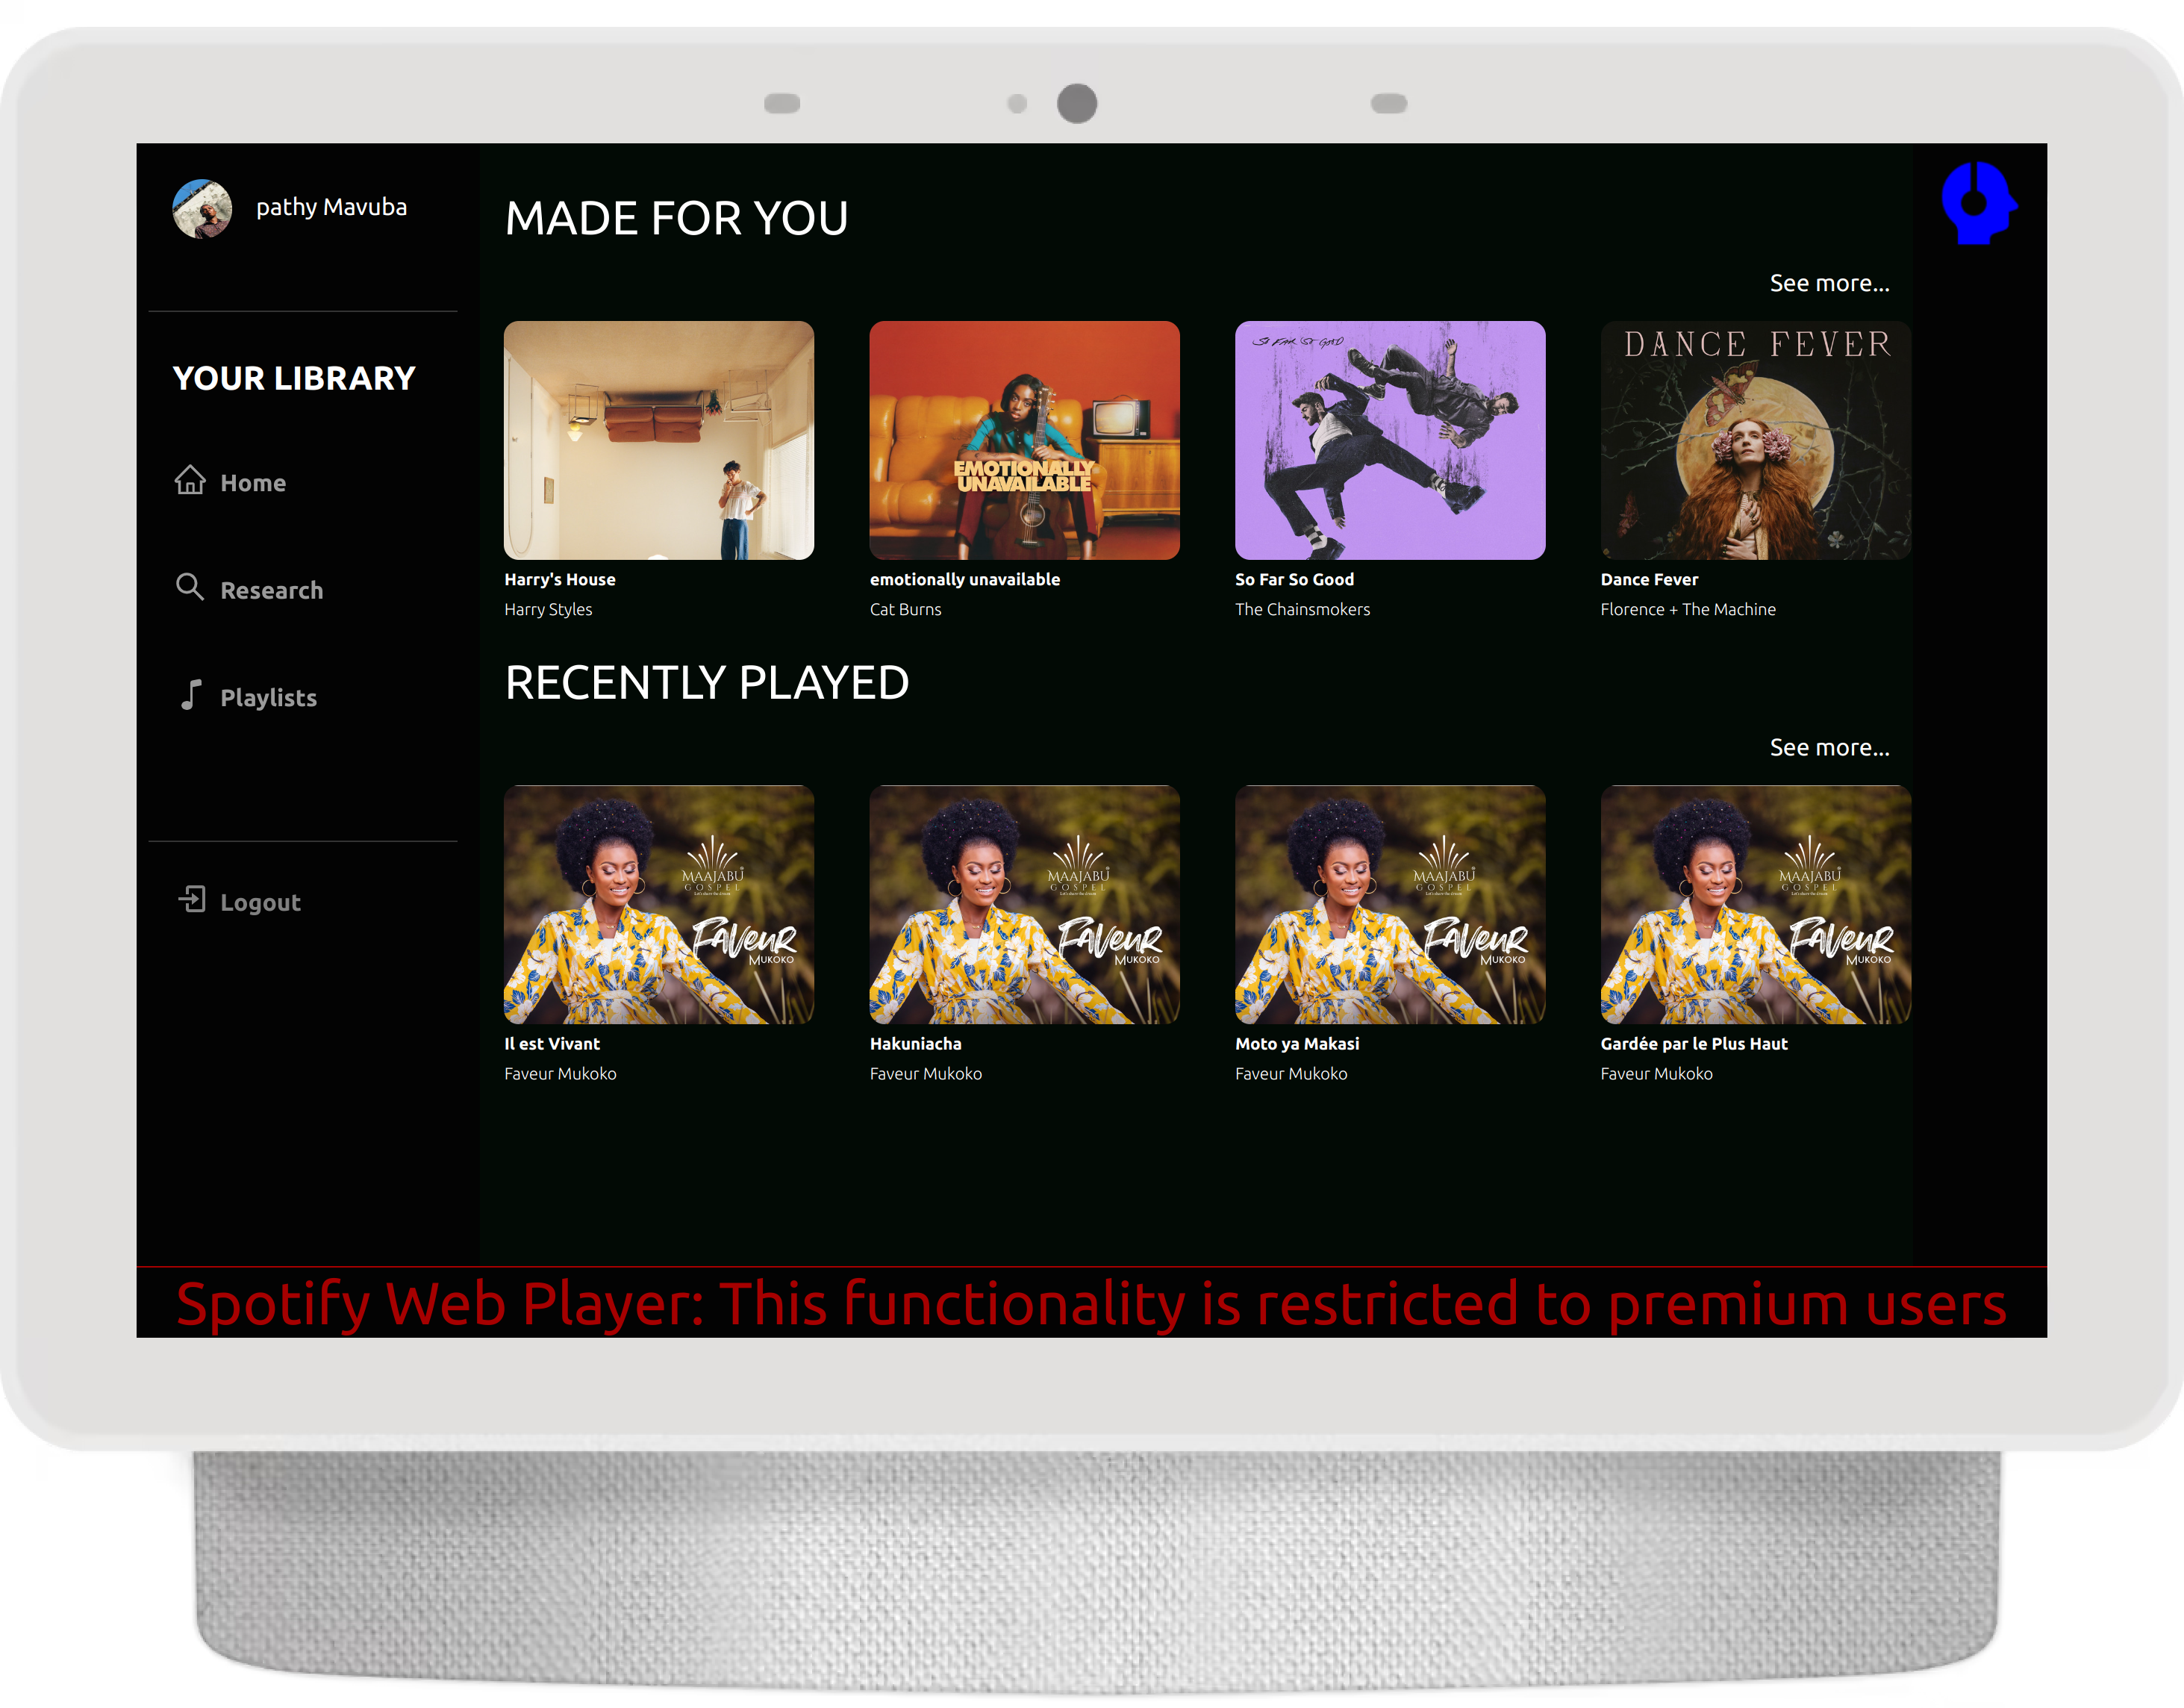 pathy Mavuba
YOUR LIBRARY
Home
Research
Playlists
Logout
MADE FOR YOU
See more...
SO FAR SO GOOD
DANCE FEVER
EMOTIONALLY
UNAVAILABLE
Harry's House
emotionally unavailable
So Far So Good
Dance Fever
Harry Styles
Cat Burns
The Chainsmokers
Florence + The Machine
RECENTLY PLAYED
See more...
MAAJABU
GOSPEL
FAVEUR
MUKOKO
MAAJABU
GOSPEL
FAVEUR
MUKOKO
MAAJABU
GOSPEL
FAVEUR
MUKOKO
MAAJABU
GOSPEL
FAVEUR
MUKOKO
Il est Vivant
Hakuniacha
Moto ya Makasi
Gardée par le Plus Haut
Faveur Mukoko
Faveur Mukoko
Faveur Mukoko
Faveur Mukoko
Spotify Web Player: This functionality is restricted to premium users